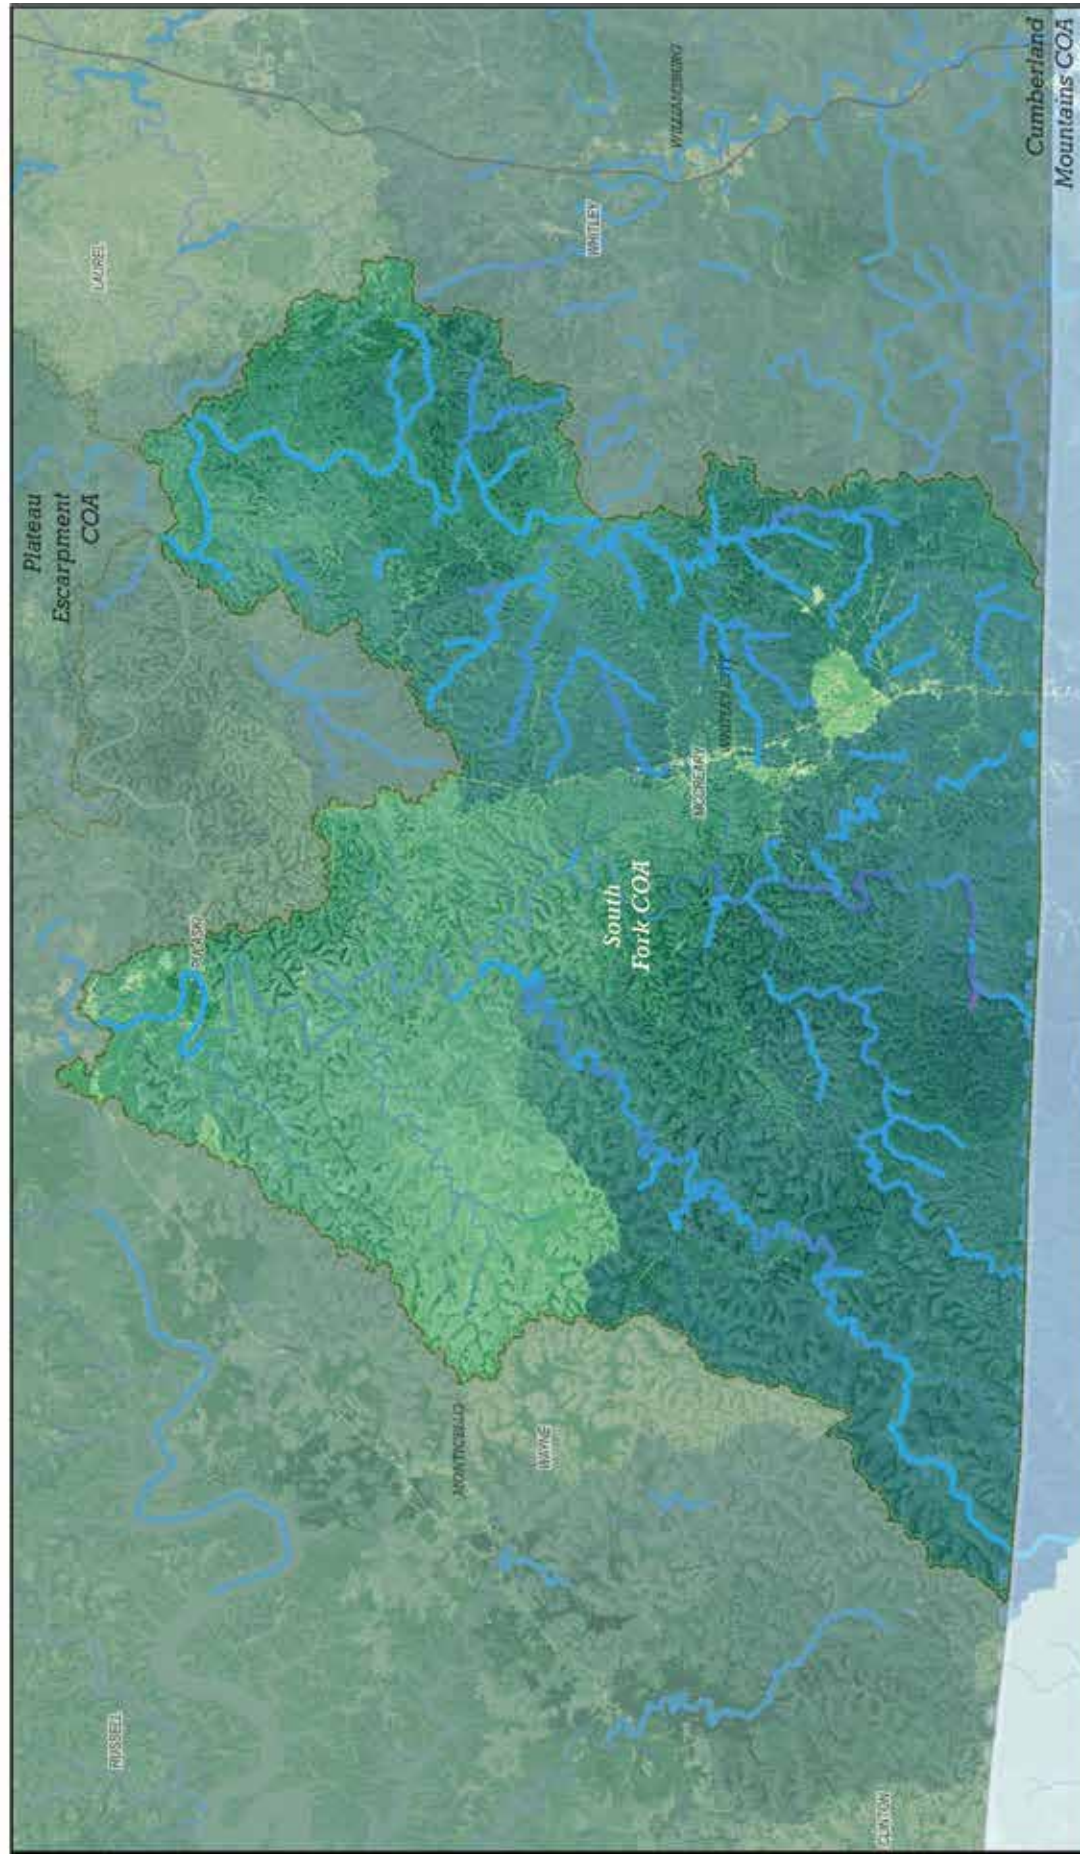 Plateau
Escarpment
COA
LAUREL
WILLIAMSBURG
WHITLEY
Cumberland
Mountains COA
PULASKI
South
Fork COA
WHITLEY CITY
MCCREARY
MONTICELLO
WAYNE
RUSSELL
CLINTON